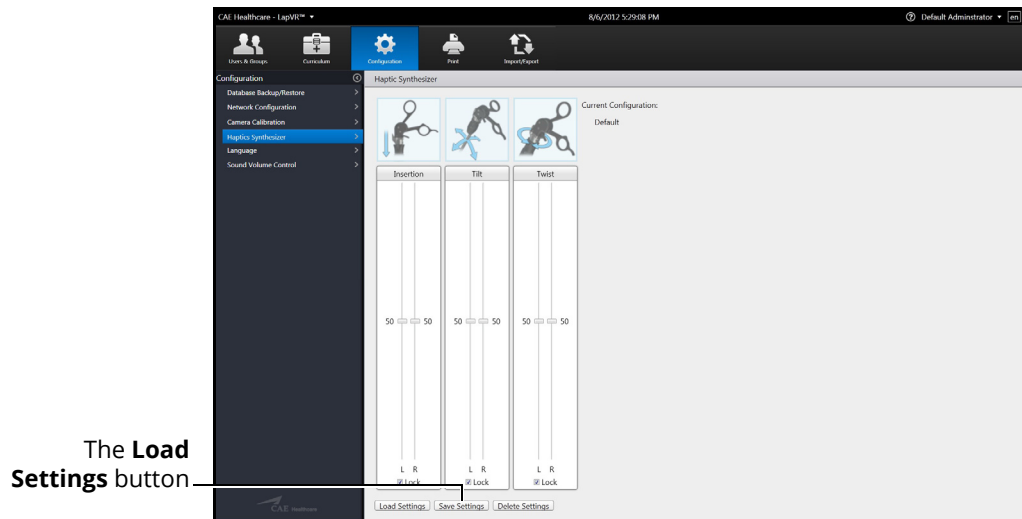 CAE Healthcare - LapVR™
8/6/2012 5:29:08 PM
Default Adminstrator
en
Users & Groups
Curriculum
Configuration
Print
Import/Export
Configuration
Database Backup/Restore
Network Configuration
Camera Calibration
Haptics Synthesizer
Language
Sound Volume Control
Haptic Synthesizer
Current Configuration:
Default
Insertion
Tilt
Twist
50 50
50 50
50 50
L R
L R
L R
Lock
Lock
Lock
Load Settings
Save Settings
Delete Settings
The Load
Settings button
CAE Healthcare